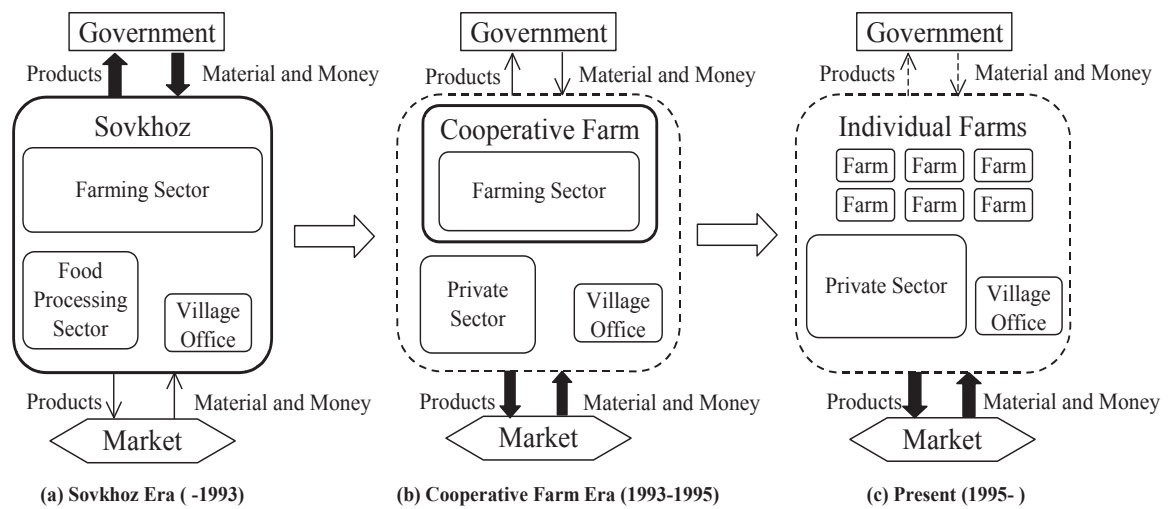 Government
Products
Material and Money
Sovkhoz
Farming Sector
Food
Processing
Sector
Village
Office
Products
Material and Money
Market
(a) Sovkhoz Era ( -1993)
Government
Products
Material and Money
Cooperative Farm
Farming Sector
Private
Sector
Village
Office
Products
Material and Money
Market
(b) Cooperative Farm Era (1993-1995)
Government
Products
Material and Money
Individual Farms
Farm Farm Farm
Farm Farm Farm
Private Sector
Village
Office
Products
Material and Money
Market
(c) Present (1995- )